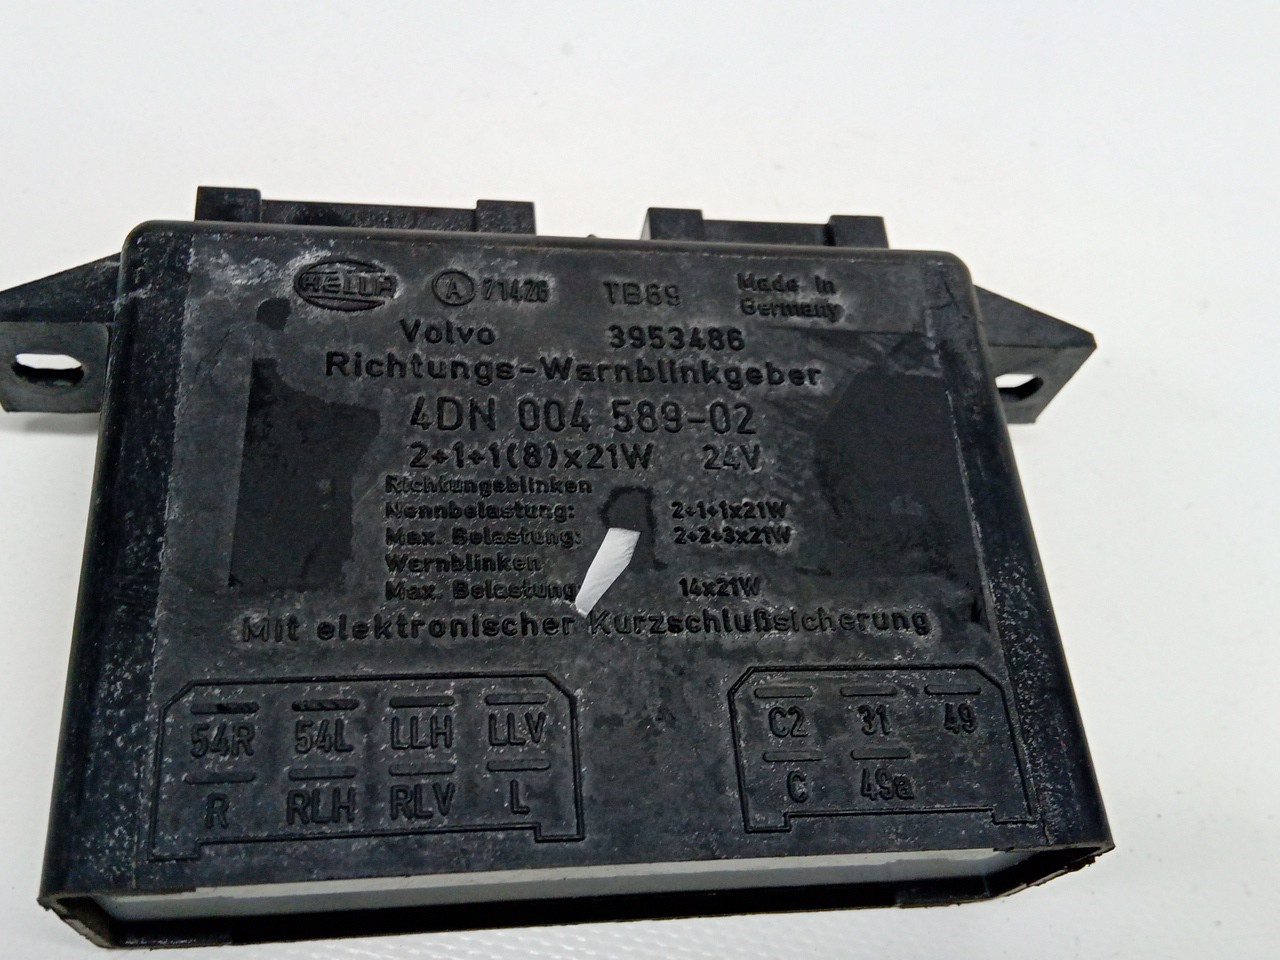 HELLA A 71426 TB69 Made in
Germany
Volvo 3953486
Richtungs-Warnblinkgeber
4DN 004 589-02
2+1+1(8)x21W 24V
Richtungsblinken
Nennbelastung: 2+1+1x21W
Max. Belastung: 2+2+3x21W
Warnblinken
Max. Belastung 14x21W
Mit elektronischer Kurzschlußsicherung
54R 54L LLH LLV
R RLH RLV L
C2 31 49
C 49a